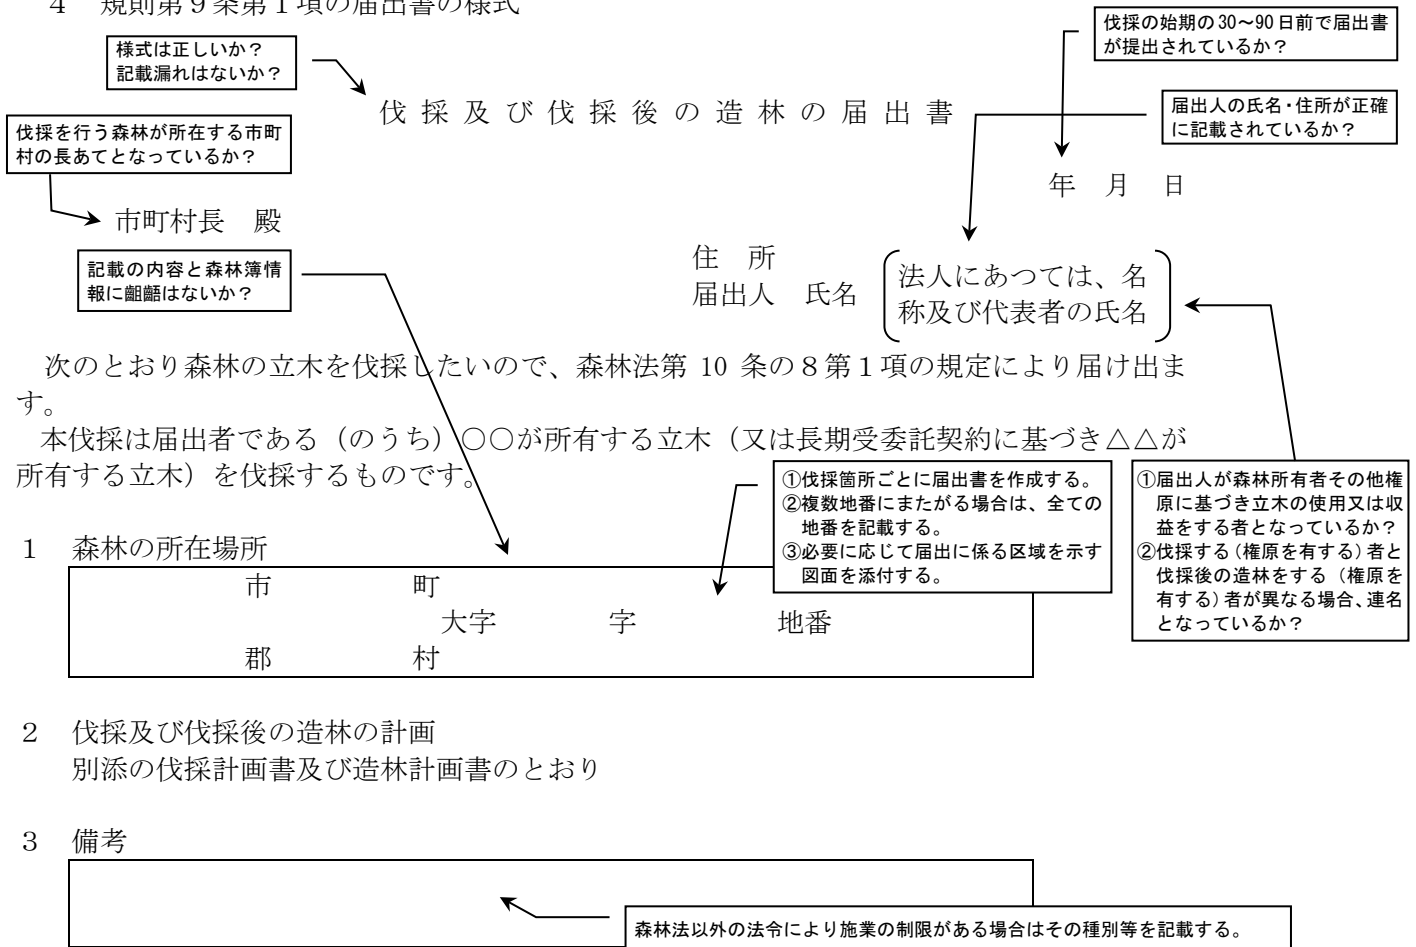 ４　規則第９条第１項の届出書の様式
伐採の始期の30～90日前で届出書
が提出されているか？
様式は正しいか？
記載漏れはないか？
伐採及び伐採後の造林の届出書
届出人の氏名・住所が正確
に記載されているか？
伐採を行う森林が所在する市町
村の長あてとなっているか？
年　月　日
市町村長　殿
記載の内容と森林簿情
報に齟齬はないか？
住　所
届出人　氏名
法人にあつては、名
称及び代表者の氏名
次のとおり森林の立木を伐採したいので、森林法第 10 条の８第１項の規定により届け出ま
す。
本伐採は届出者である（のうち）○○が所有する立木（又は長期受委託契約に基づき△△が
所有する立木）を伐採するものです。
①伐採箇所ごとに届出書を作成する。
②複数地番にまたがる場合は、全ての
地番を記載する。
③必要に応じて届出に係る区域を示す
図面を添付する。
①届出人が森林所有者その他権
原に基づき立木の使用又は収
益をする者となっているか？
②伐採する（権原を有する）者と
伐採後の造林をする（権原を
有する）者が異なる場合、連名
となっているか？
１　森林の所在場所
市　　　　　町
大字　　　　字　　　　　地番
郡　　　　　村
２　伐採及び伐採後の造林の計画
別添の伐採計画書及び造林計画書のとおり
３　備考
森林法以外の法令により施業の制限がある場合はその種別等を記載する。